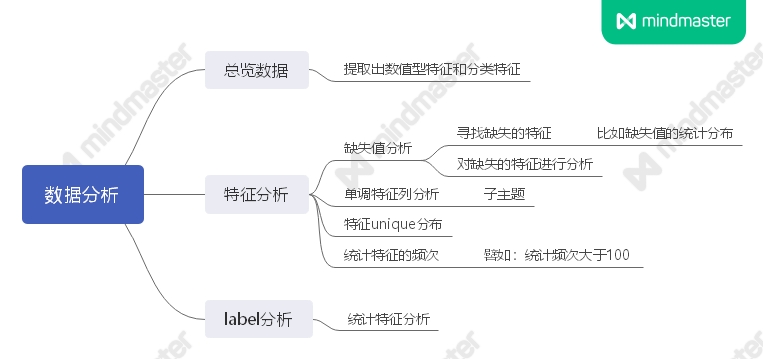 mindmaster
总览数据
提取出数值型特征和分类特征
数据分析
特征分析
缺失值分析
寻找缺失的特征
比如缺失值的统计分布
对缺失的特征进行分析
单调特征列分析
子主题
特征unique分布
统计特征的频次
譬如：统计频次大于100
label分析
统计特征分析
mindmaster
mindmaster
mindmaster
mindmaster
mindmaster
mindmaster